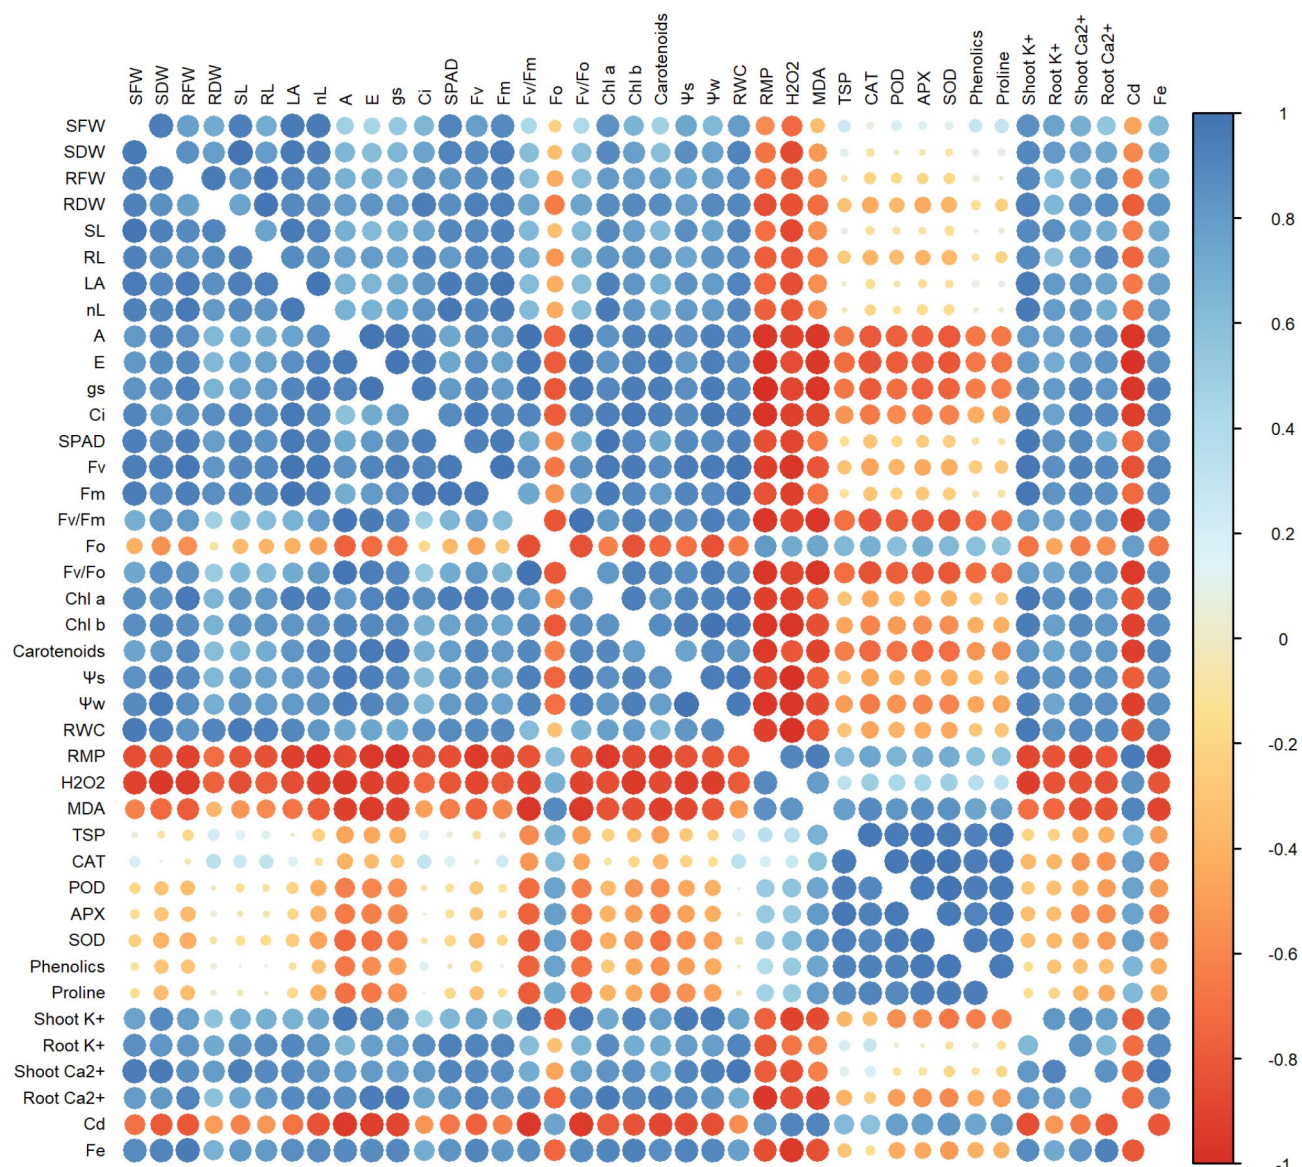 SFW
SDW
RFW
RDW
SL
RL
LA
nL
A
E
gs
Ci
SPAD
Fv
Fm
Fv/Fm
Fo
Fv/Fo
Chl a
Chl b
Carotenoids
Ψs
Ψw
RWC
RMP
H2O2
MDA
TSP
CAT
POD
APX
SOD
Phenolics
Proline
Shoot K+
Root K+
Shoot Ca2+
Root Ca2+
Cd
Fe
SFW
SDW
RFW
RDW
SL
RL
LA
nL
A
E
gs
Ci
SPAD
Fv
Fm
Fv/Fm
Fo
Fv/Fo
Chl a
Chl b
Carotenoids
Ψs
Ψw
RWC
RMP
H2O2
MDA
TSP
CAT
POD
APX
SOD
Phenolics
Proline
Shoot K+
Root K+
Shoot Ca2+
Root Ca2+
Cd
Fe
1
0.8
0.6
0.4
0.2
0
-0.2
-0.4
-0.6
-0.8
-1